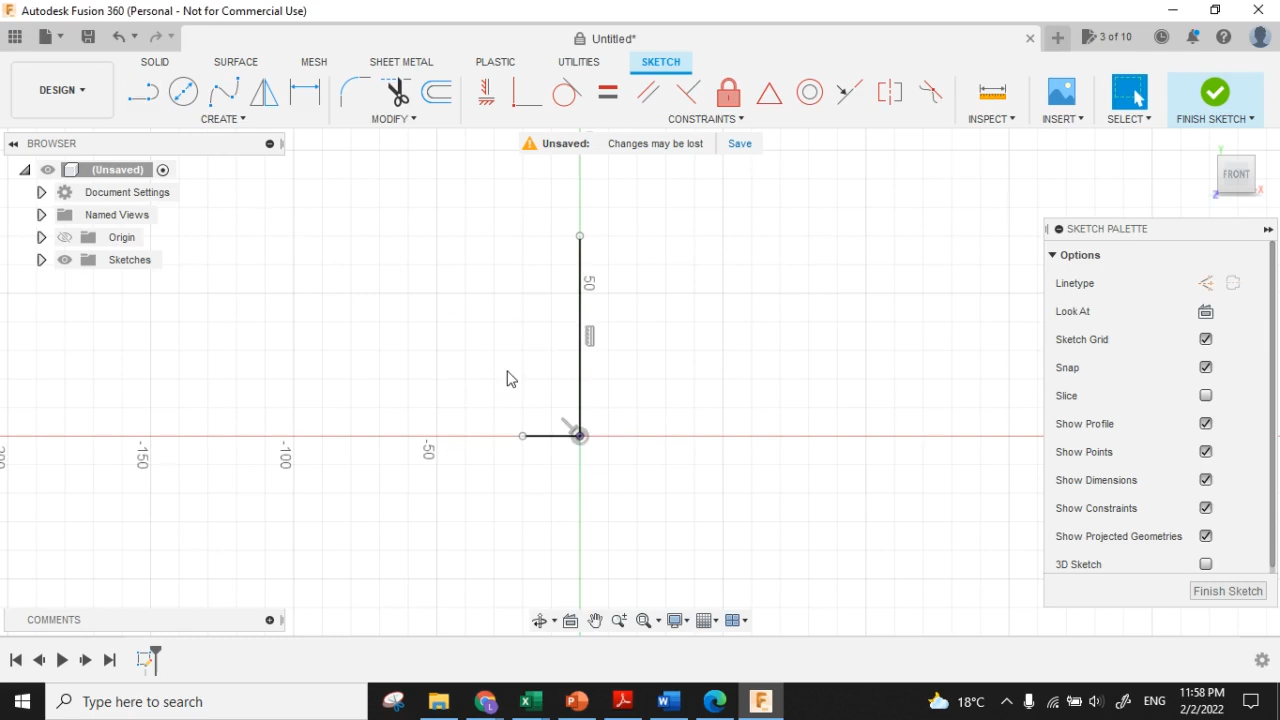 Autodesk Fusion 360 (Personal - Not for Commercial Use)
Untitled*
3 of 10
SOLID
SURFACE
MESH
SHEET METAL
PLASTIC
UTILITIES
SKETCH
DESIGN
CREATE
MODIFY
CONSTRAINTS
INSPECT
INSERT
SELECT
FINISH SKETCH
BROWSER
Unsaved: Changes may be lost
Save
(Unsaved)
Document Settings
Named Views
Origin
Sketches
Y
FRONT
X
Z
SKETCH PALETTE
Options
Linetype
Look At
Sketch Grid
Snap
Slice
Show Profile
Show Points
Show Dimensions
Show Constraints
Show Projected Geometries
3D Sketch
Finish Sketch
50
-150
-100
-50
COMMENTS
Type here to search
18°C
ENG
11:58 PM
2/2/2022